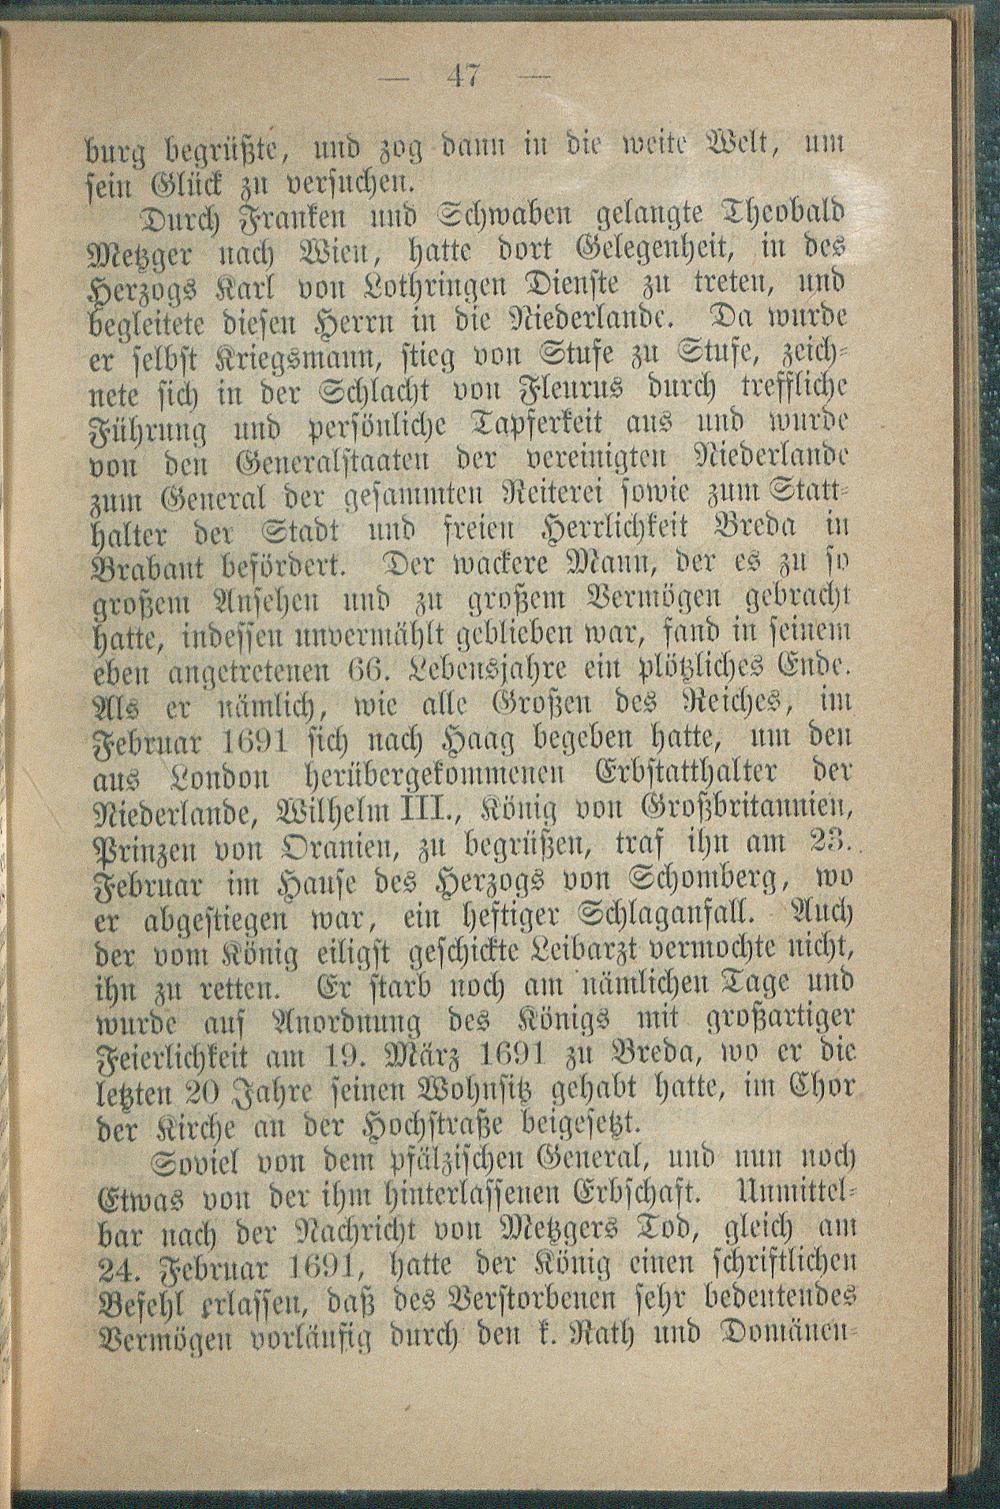 — 47 —
burg begrüßte, und zog dann in die weite Welt, um
sein Glück zu versuchen.
Durch Franken und Schwaben gelangte Theobald
Metzger nach Wien, hatte dort Gelegenheit, in des
Herzogs Karl von Lothringen Dienste zu treten, und
begleitete diesen Herrn in die Niederlande. Da wurde
er selbst Kriegsmann, stieg von Stufe zu Stufe, zeich-
nete sich in der Schlacht von Fleurus durch treffliche
Führung und persönliche Tapferkeit aus und wurde
von den Generalstaaten der vereinigten Niederlande
zum General der gesammten Reiterei sowie zum Statt-
halter der Stadt und freien Herrlichkeit Breda in
Brabant befördert. Der wackere Mann, der es zu so
großem Ansehen und zu großem Vermögen gebracht
hatte, indessen unvermählt geblieben war, fand in seinem
eben angetretenen 66. Lebensjahre ein plötzliches Ende.
Als er nämlich, wie alle Großen des Reiches, im
Februar 1691 sich nach Haag begeben hatte, um den
aus London herübergekommenen Erbstatthalter der
Niederlande, Wilhelm III., König von Großbritannien,
Prinzen von Oranien, zu begrüßen, traf ihn am 23.
Februar im Hause des Herzogs von Schomberg, wo
er abgestiegen war, ein heftiger Schlaganfall. Auch
der vom König eiligst geschickte Leibarzt vermochte nicht,
ihn zu retten. Er starb noch am nämlichen Tage und
wurde auf Anordnung des Königs mit großartiger
Feierlichkeit am 19. März 1691 zu Breda, wo er die
letzten 20 Jahre seinen Wohnsitz gehabt hatte, im Chor
der Kirche an der Hochstraße beigesetzt.
Soviel von dem pfälzischen General, und nun noch
Etwas von der ihm hinterlassenen Erbschaft. Unmittel-
bar nach der Nachricht von Metzgers Tod, gleich am
24. Februar 1691, hatte der König einen schriftlichen
Befehl erlassen, daß des Verstorbenen sehr bedeutendes
Vermögen vorläufig durch den k. Rath und Domänen-